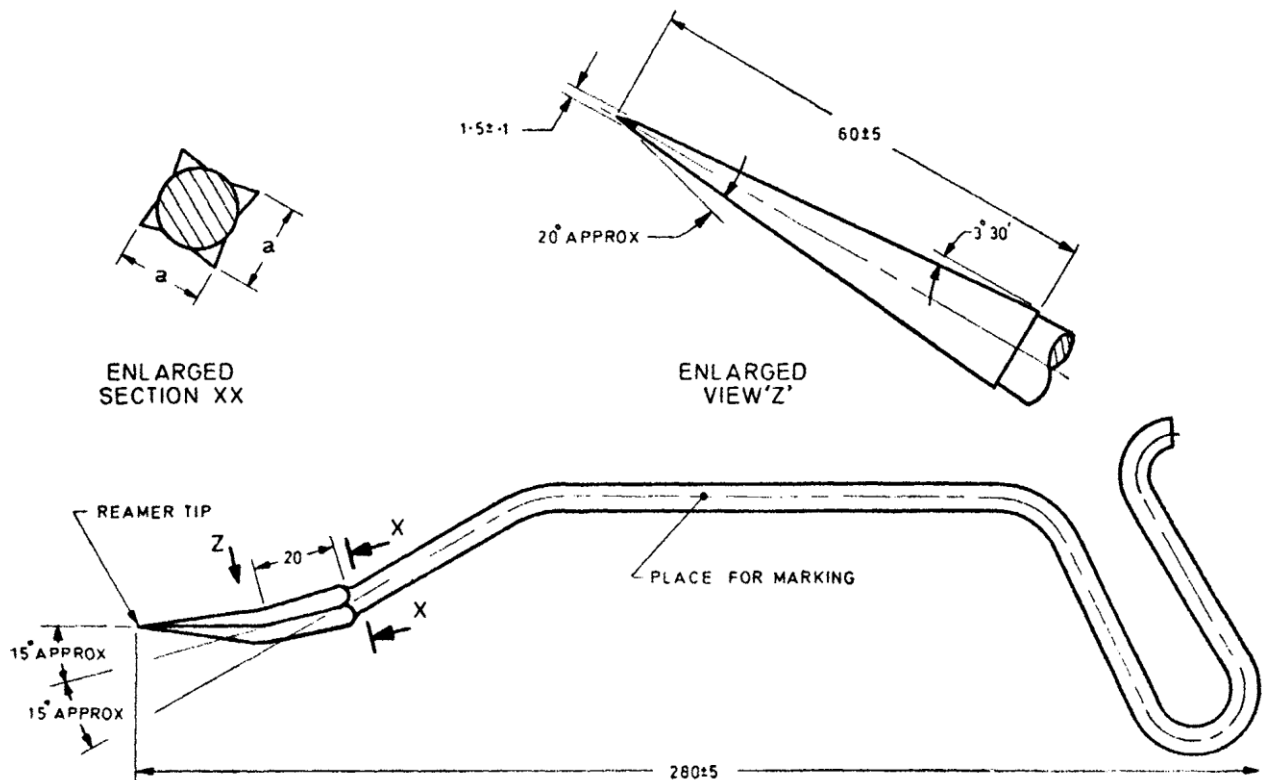 1·5±·1
60±5
20° APPROX
3° 30'
a
a
ENLARGED
SECTION XX
ENLARGED
VIEW 'Z'
REAMER TIP
Z
20
X
X
PLACE FOR MARKING
15° APPROX
15° APPROX
280±5